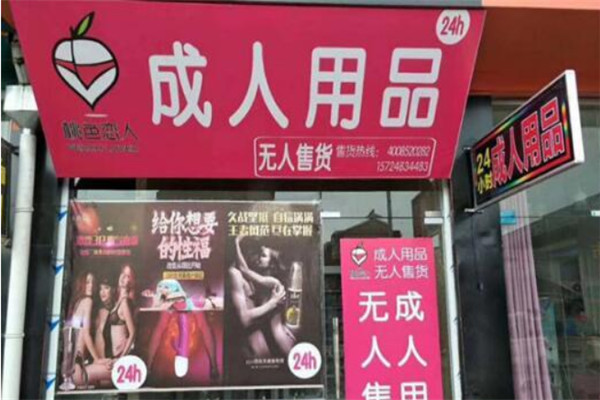 24h
成人用品
桃色恋人
无人售货
售货热线：4008520282
15724834483
24小时
成人用品
给你想要
的性福
久战坚挺 自信满满
王者风范 尽在掌握
24h
24h
成人用品
无人售货
成人用
无人售